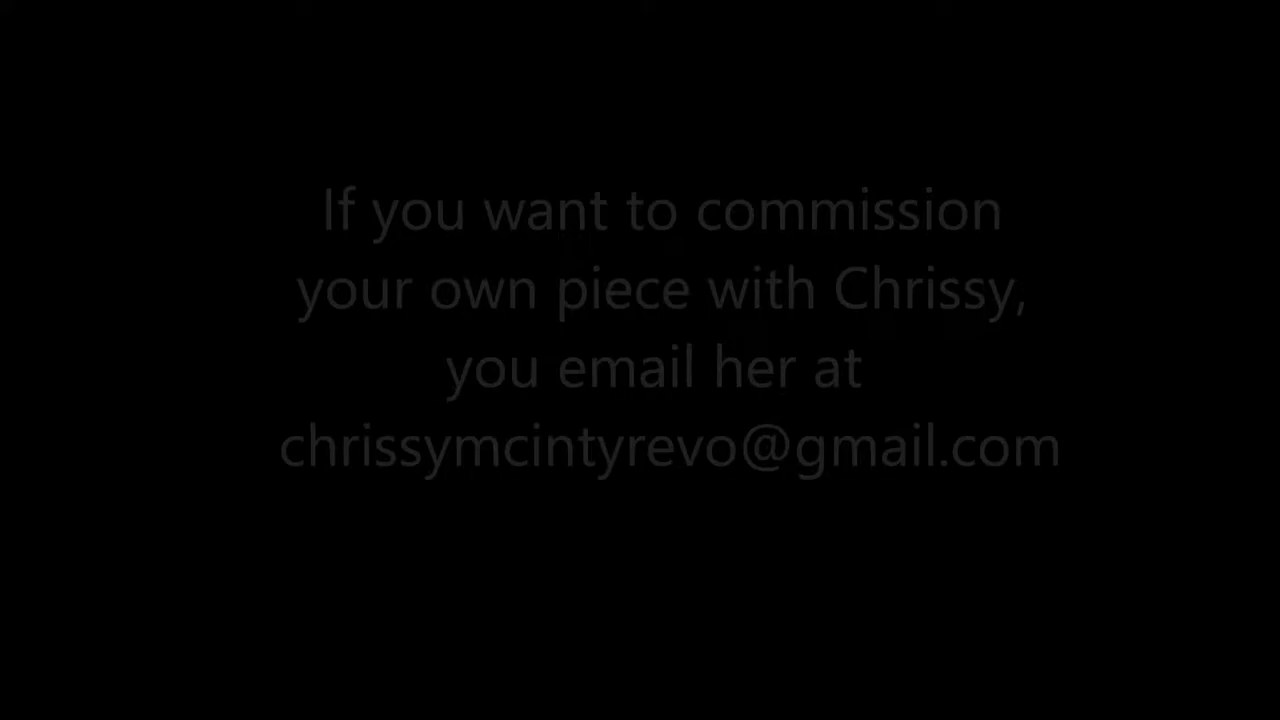 If you want to commission
your own piece with Chrissy,
you email her at
chrissymcintyrevo@gmail.com